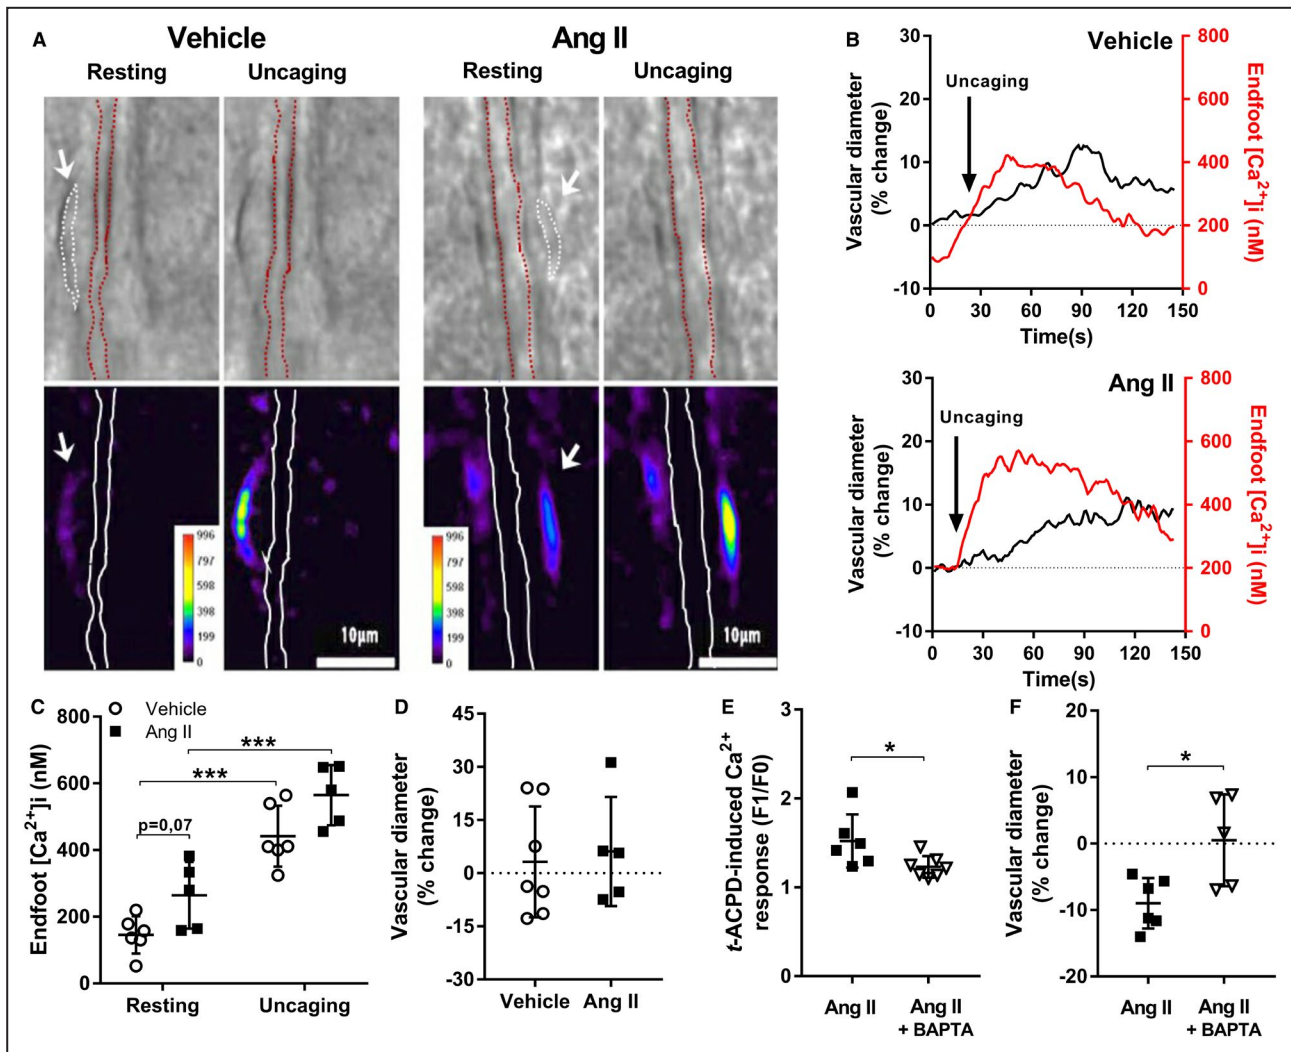 A
Vehicle
Ang II
Resting
Uncaging
Resting
Uncaging
996
797
598
398
199
0
10μm
996
797
598
398
199
0
10μm
B
Vehicle
Uncaging
Vascular diameter
(% change)
30
20
10
0
-10
Endfoot [Ca2+]i (nM)
800
600
400
200
0
0 30 60 90 120 150
Time(s)
Ang II
Uncaging
Vascular diameter
(% change)
30
20
10
0
-10
Endfoot [Ca2+]i (nM)
800
600
400
200
0
0 30 60 90 120 150
Time(s)
C
Vehicle
Ang II
Endfoot [Ca2+]i (nM)
800
600
400
200
0
***
***
p=0,07
Resting
Uncaging
D
Vascular diameter
(% change)
45
30
15
0
-15
-30
Vehicle
Ang II
E
t-ACPD-induced Ca2+
response (F1/F0)
3
2
1
0
*
Ang II
Ang II
+ BAPTA
F
Vascular diameter
(% change)
20
10
0
-10
-20
*
Ang II
Ang II
+ BAPTA